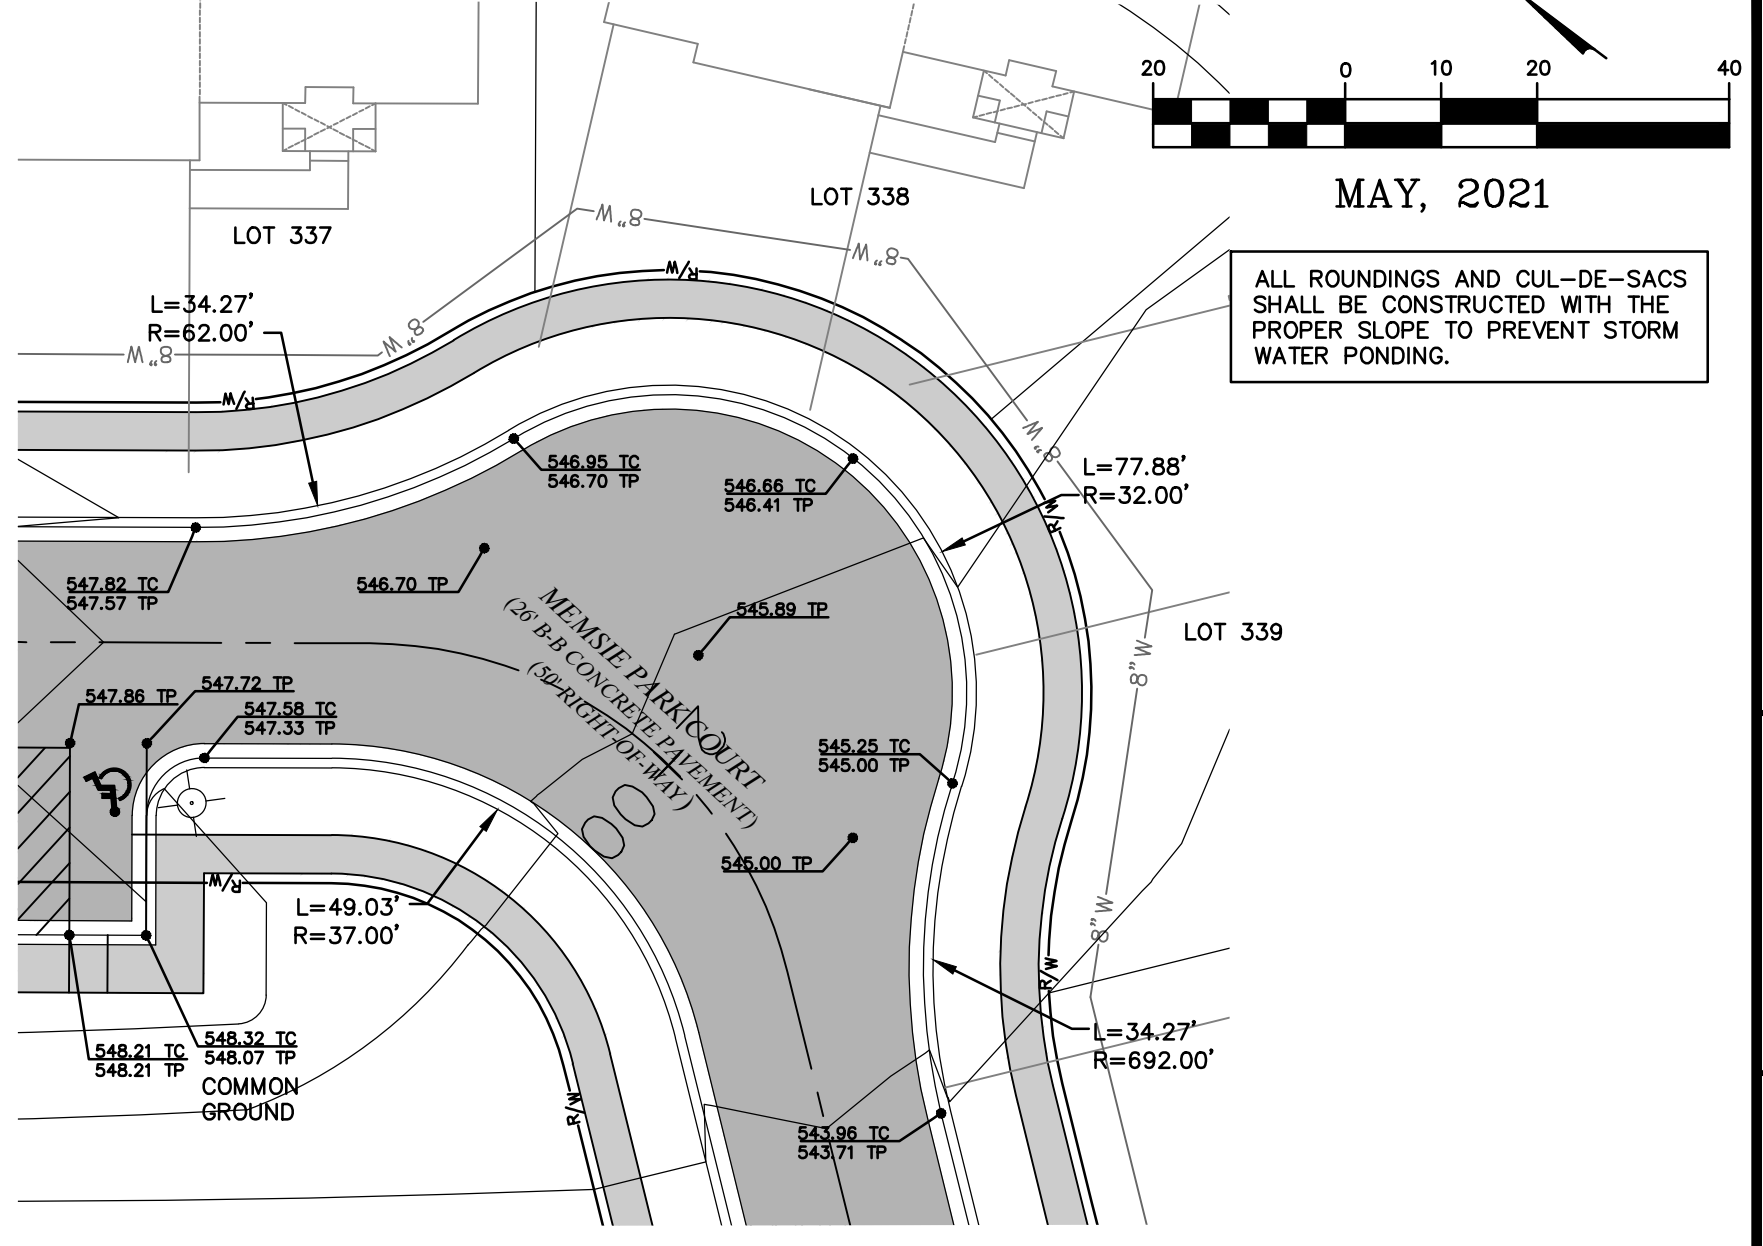 20 0 10 20 40
MAY, 2021
ALL ROUNDINGS AND CUL-DE-SACS
SHALL BE CONSTRUCTED WITH THE
PROPER SLOPE TO PREVENT STORM
WATER PONDING.
LOT 338
LOT 337
8"W
8"W
8"W
8"W
8"W
R/W
R/W
L=34.27'
R=62.00'
546.95 TC
546.70 TP
546.66 TC
546.41 TP
L=77.88'
R=32.00'
R/W
547.82 TC
547.57 TP
546.70 TP
545.89 TP
MEMSIE PARK COURT
(26' B-B CONCRETE PAVEMENT)
(50' RIGHT-OF-WAY)
LOT 339
8"W
547.86 TP
547.72 TP
547.58 TC
547.33 TP
545.25 TC
545.00 TP
545.00 TP
R/W
L=49.03'
R=37.00'
8"W
R/W
L=34.27'
R=692.00'
548.21 TC
548.21 TP
548.32 TC
548.07 TP
COMMON
GROUND
R/W
543.96 TC
543.71 TP